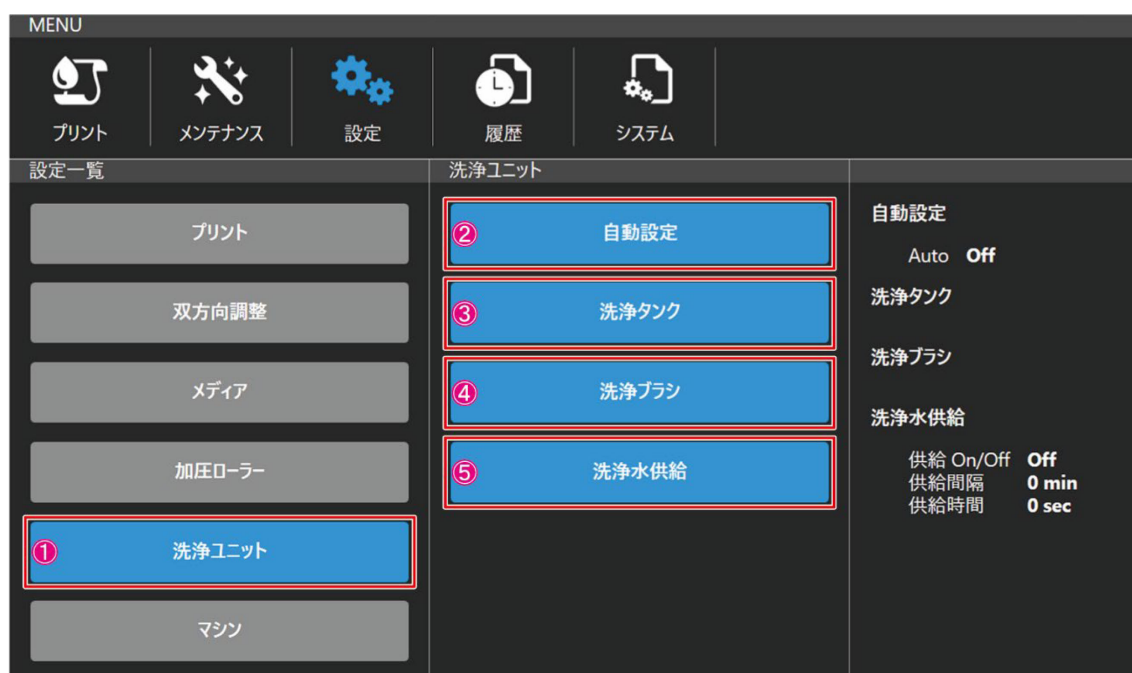 MENU
プリント
メンテナンス
設定
履歴
システム
設定一覧
プリント
双方向調整
メディア
加圧ローラー
① 洗浄ユニット
マシン
洗浄ユニット
② 自動設定
③ 洗浄タンク
④ 洗浄ブラシ
⑤ 洗浄水供給
自動設定
Auto Off
洗浄タンク
洗浄ブラシ
洗浄水供給
供給 On/Off Off
供給間隔 0 min
供給時間 0 sec